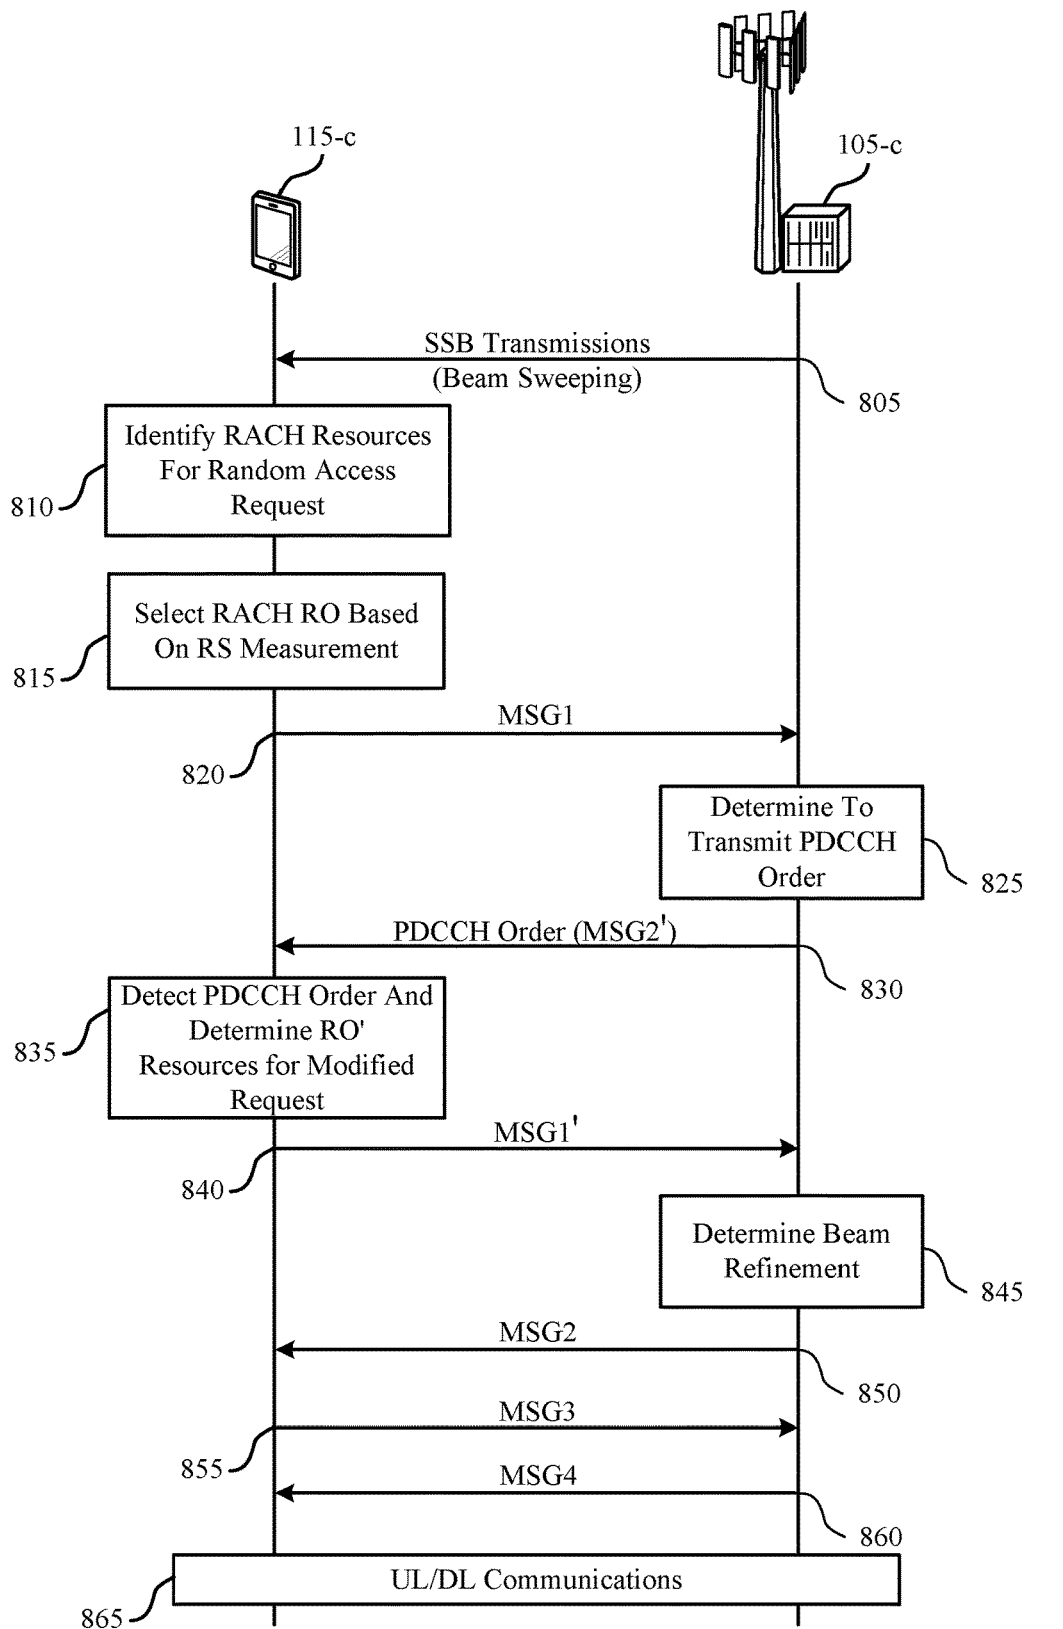 115-c
105-c
SSB Transmissions
(Beam Sweeping)
805
Identify RACH Resources
For Random Access
Request
810
Select RACH RO Based
On RS Measurement
815
MSG1
820
Determine To
Transmit PDCCH
Order
825
PDCCH Order (MSG2')
830
Detect PDCCH Order And
Determine RO'
Resources for Modified
Request
835
MSG1'
840
Determine Beam
Refinement
845
MSG2
850
MSG3
855
MSG4
860
UL/DL Communications
865